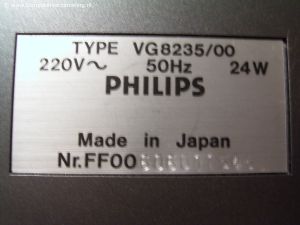 TYPE VG8235/00
220V~ 50Hz 24W
PHILIPS
Made in Japan
Nr.FF00